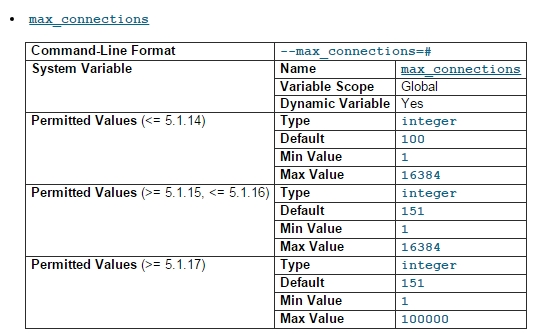 • max_connections
Command-Line Format --max_connections=#
System Variable Name max_connections
Variable Scope Global
Dynamic Variable Yes
Permitted Values (<= 5.1.14) Type integer
Default 100
Min Value 1
Max Value 16384
Permitted Values (>= 5.1.15, <= 5.1.16) Type integer
Default 151
Min Value 1
Max Value 16384
Permitted Values (>= 5.1.17) Type integer
Default 151
Min Value 1
Max Value 100000